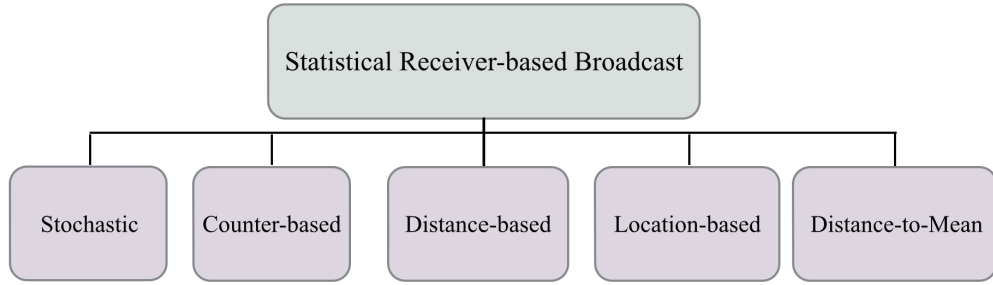 Statistical Receiver-based Broadcast
Stochastic
Counter-based
Distance-based
Location-based
Distance-to-Mean